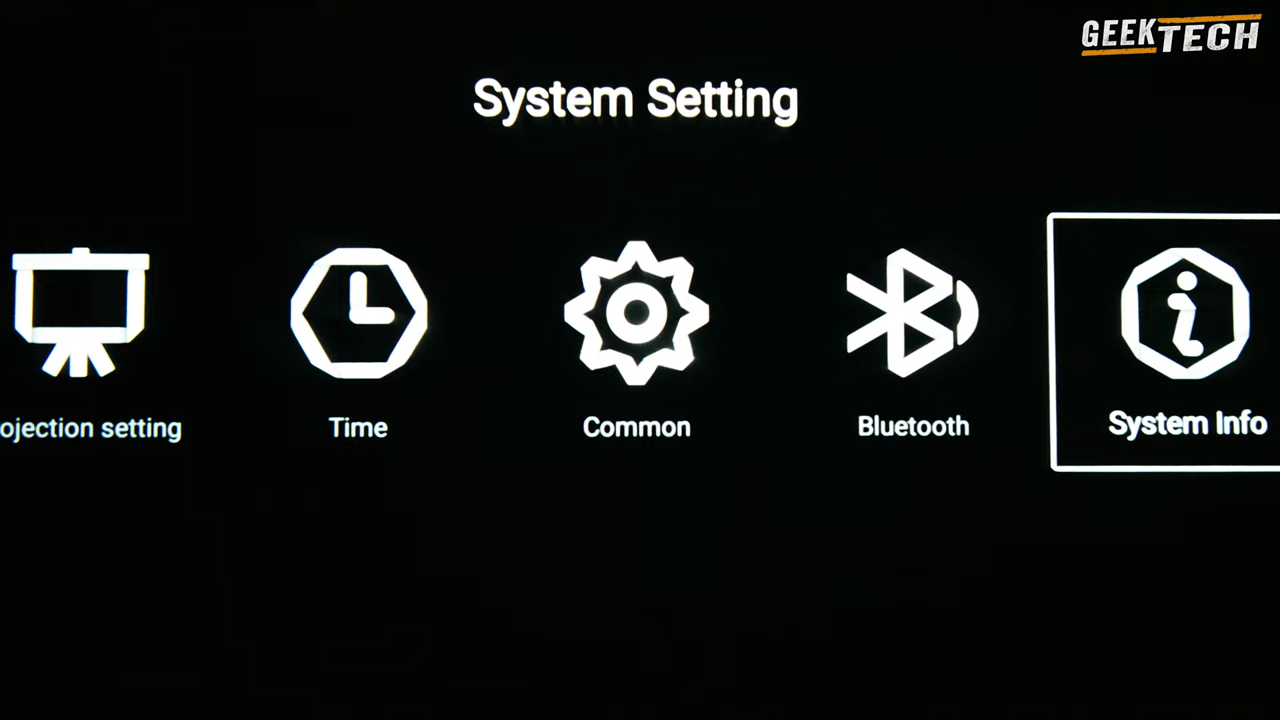 GEEKTECH
System Setting
ojection setting
Time
Common
Bluetooth
System Info